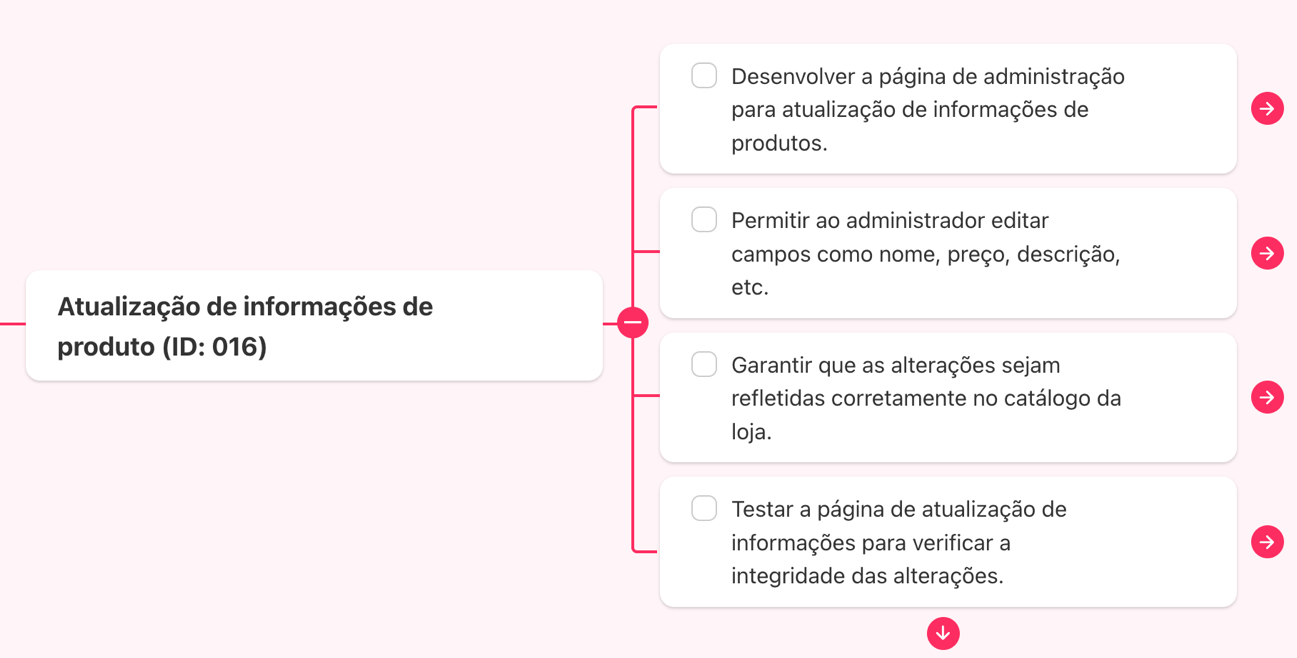 Atualização de informações de
produto (ID: 016)
Desenvolver a página de administração
para atualização de informações de
produtos.
Permitir ao administrador editar
campos como nome, preço, descrição,
etc.
Garantir que as alterações sejam
refletidas corretamente no catálogo da
loja.
Testar a página de atualização de
informações para verificar a
integridade das alterações.